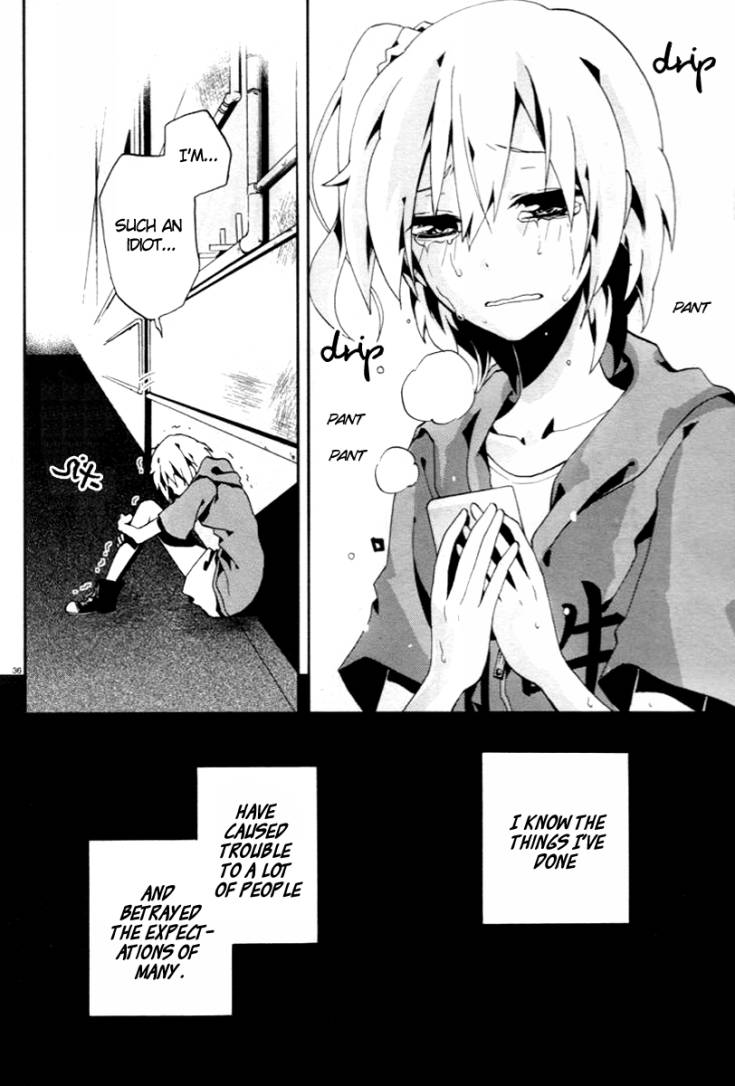 drip
PANT
drip
PANT
PANT
I'M...
SUCH AN
IDIOT...
36
I KNOW THE
THINGS I'VE
DONE
HAVE
CAUSED
TROUBLE
TO A LOT
OF PEOPLE
AND
BETRAYED
THE EXPECT-
ATIONS OF
MANY.